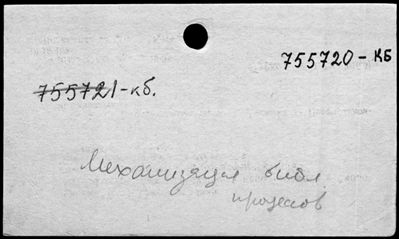 755720-КБ
755721-кб.
Механизация библ
процессов